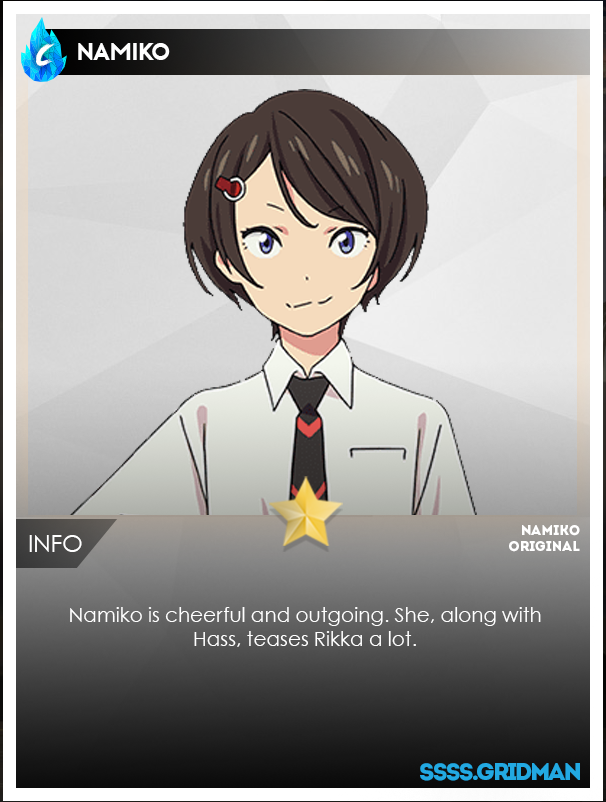 C
NAMIKO
INFO
NAMIKO
ORIGINAL
Namiko is cheerful and outgoing. She, along with
Hass, teases Rikka a lot.
SSSS.GRIDMAN